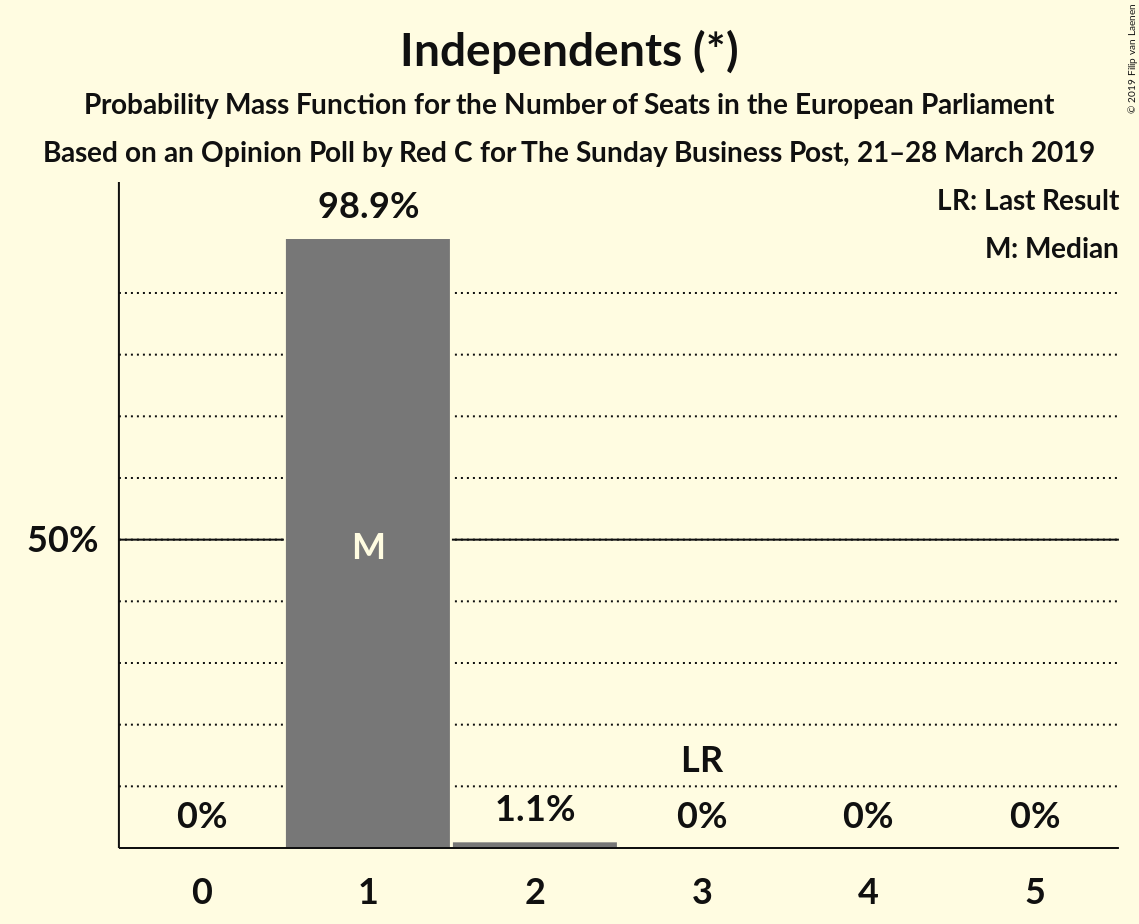 Independents (*)
Probability Mass Function for the Number of Seats in the European Parliament
Based on an Opinion Poll by Red C for The Sunday Business Post, 21–28 March 2019
© 2019 Filip van Laenen
LR: Last Result
M: Median
98.9%
50%
M
LR
0%
1.1%
0%
0%
0%
0 1 2 3 4 5